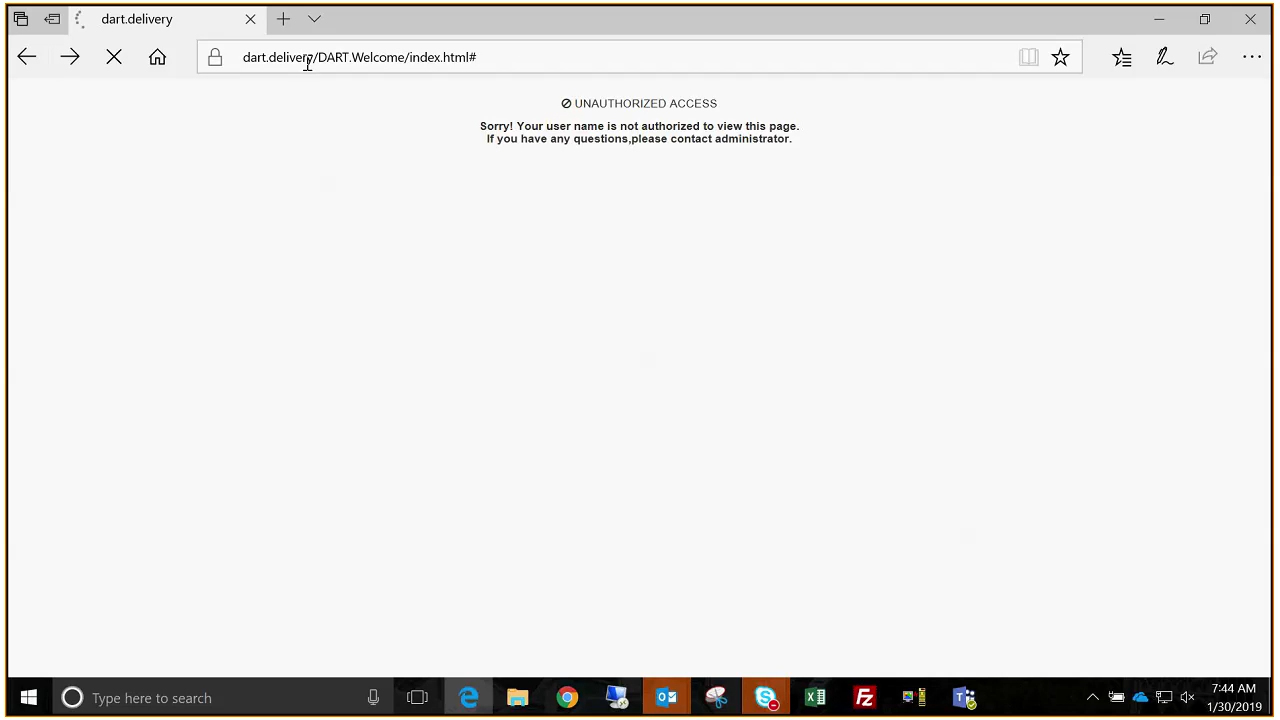 dart.delivery
dart.delivery/DART.Welcome/index.html#
UNAUTHORIZED ACCESS
Sorry! Your user name is not authorized to view this page.
If you have any questions,please contact administrator.
Type here to search
7:44 AM
1/30/2019